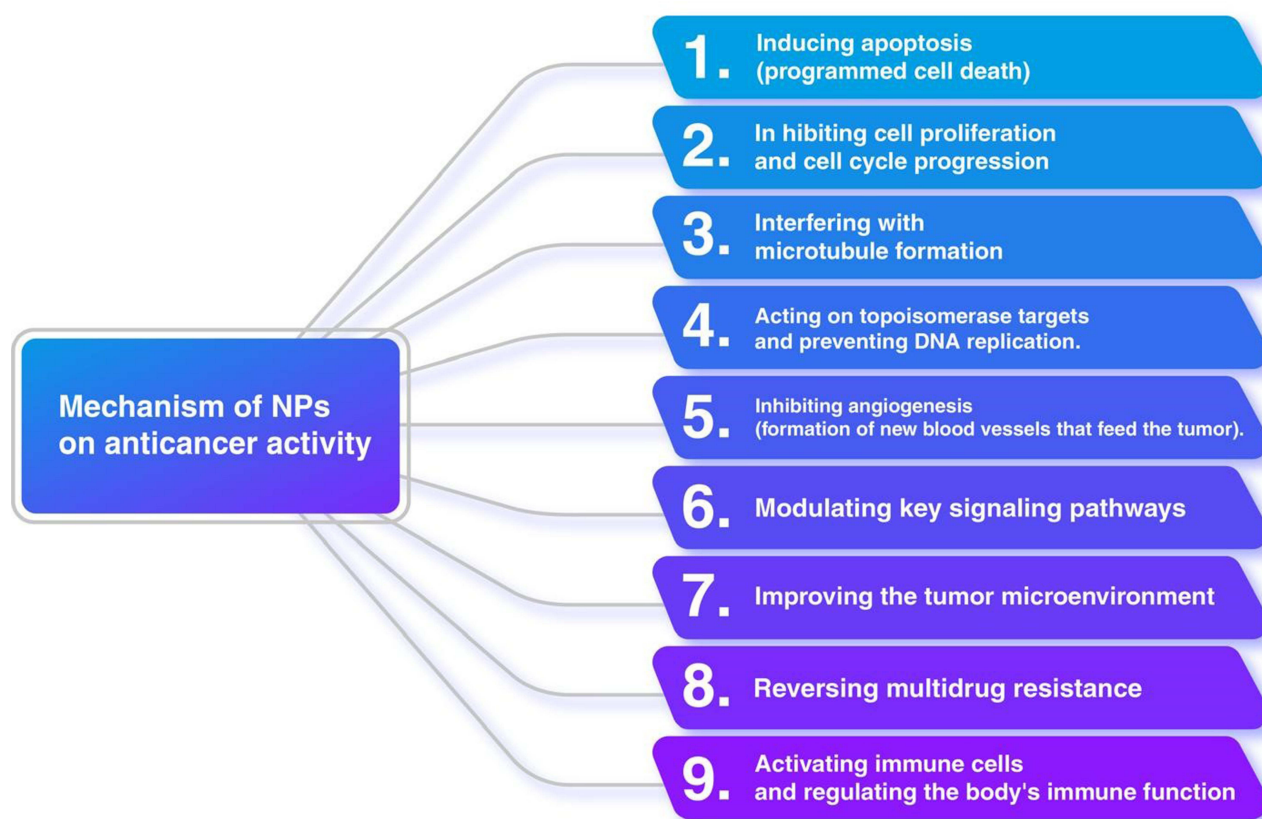 Mechanism of NPs
on anticancer activity
1.
Inducing apoptosis
(programmed cell death)
2.
In hibiting cell proliferation
and cell cycle progression
3.
Interfering with
microtubule formation
4.
Acting on topoisomerase targets
and preventing DNA replication.
5.
Inhibiting angiogenesis
(formation of new blood vessels that feed the tumor).
6.
Modulating key signaling pathways
7.
Improving the tumor microenvironment
8.
Reversing multidrug resistance
9.
Activating immune cells
and regulating the body's immune function